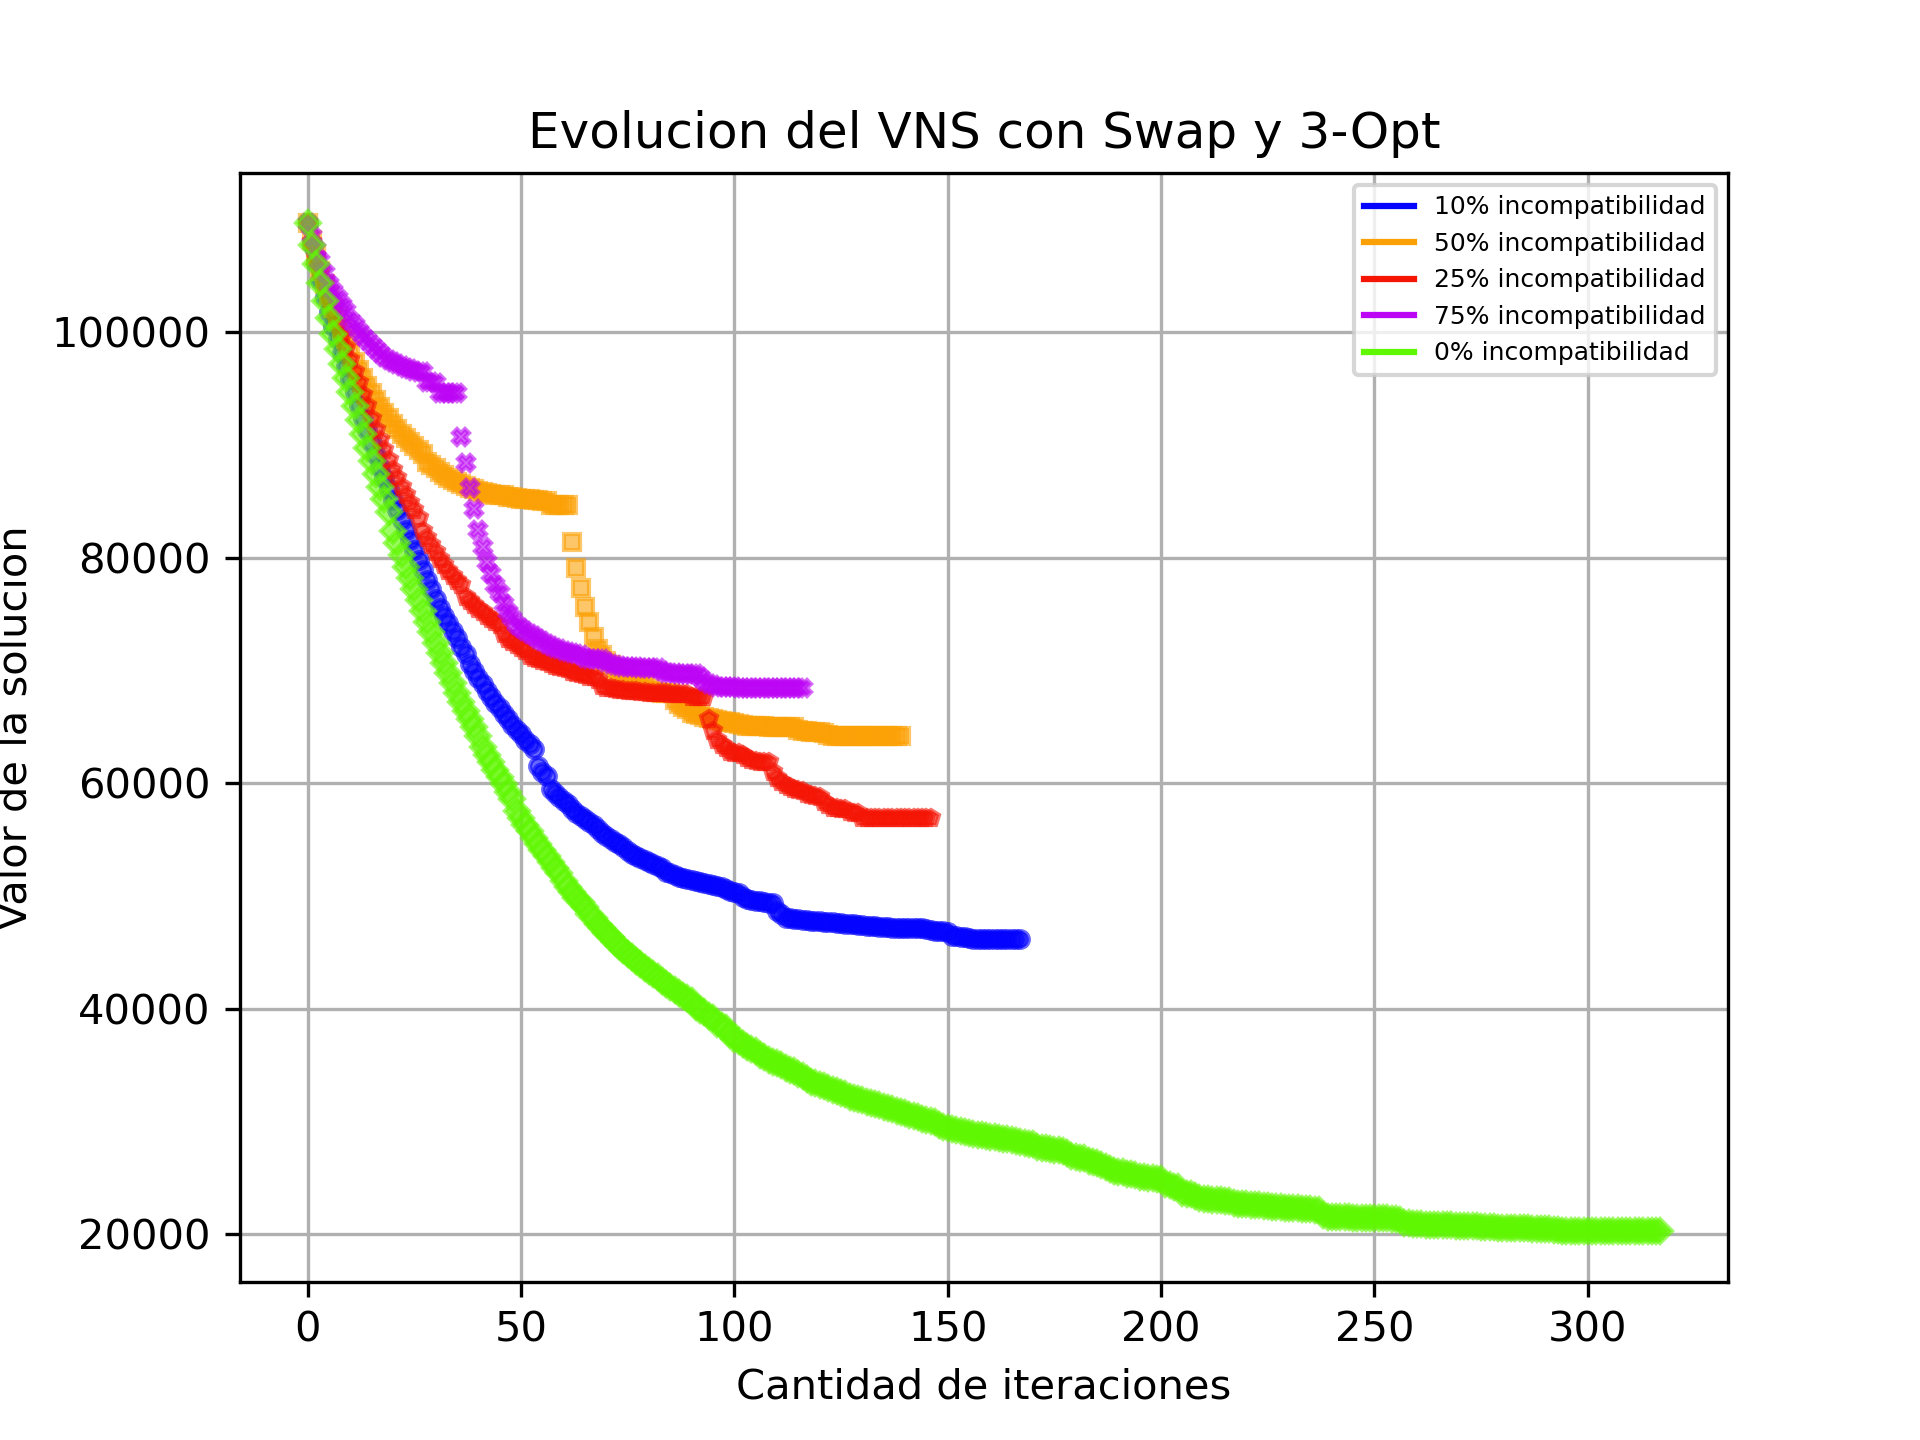 Evolucion del VNS con Swap y 3-Opt
10% incompatibilidad
50% incompatibilidad
25% incompatibilidad
75% incompatibilidad
0% incompatibilidad
Valor de la solucion
100000
80000
60000
40000
20000
0 50 100 150 200 250 300
Cantidad de iteraciones